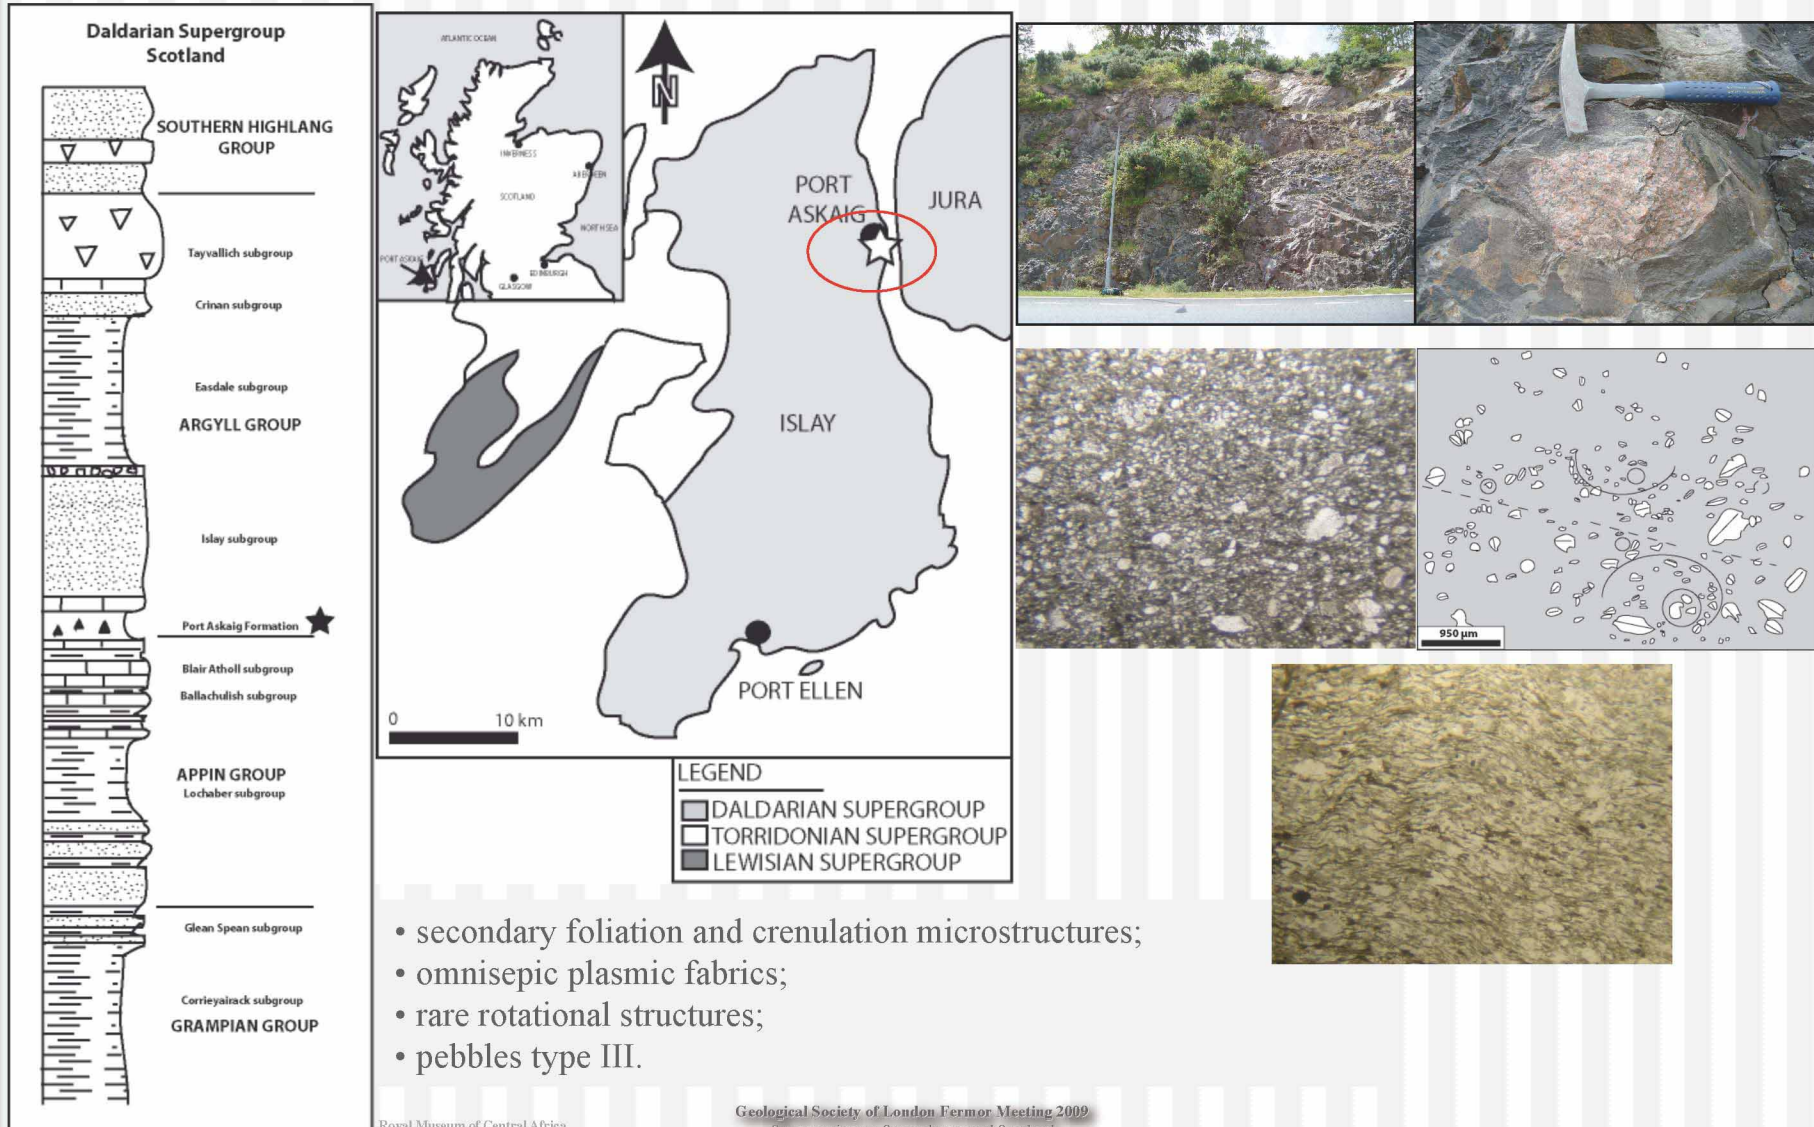 Daldarian Supergroup
Scotland
SOUTHERN HIGHLANG
GROUP
Tayvallich subgroup
Crinan subgroup
Easdale subgroup
ARGYLL GROUP
Islay subgroup
Port Askaig Formation
Blair Atholl subgroup
Ballachulish subgroup
APPIN GROUP
Lochaber subgroup
Glean Spean subgroup
Corrieyairack subgroup
GRAMPIAN GROUP
ATLANTIC OCEAN
INVERNESS
ABERDEEN
SCOTLAND
NORTH SEA
PORT ASKAIG
EDINBURGH
GLASGOW
N
PORT
ASKAIG
JURA
ISLAY
PORT ELLEN
0 10 km
LEGEND
DALDARIAN SUPERGROUP
TORRIDONIAN SUPERGROUP
LEWISIAN SUPERGROUP
950 µm
• secondary foliation and crenulation microstructures;
• omnisepic plasmic fabrics;
• rare rotational structures;
• pebbles type III.
Geological Society of London Fermor Meeting 2009
Royal Museum of Central Africa